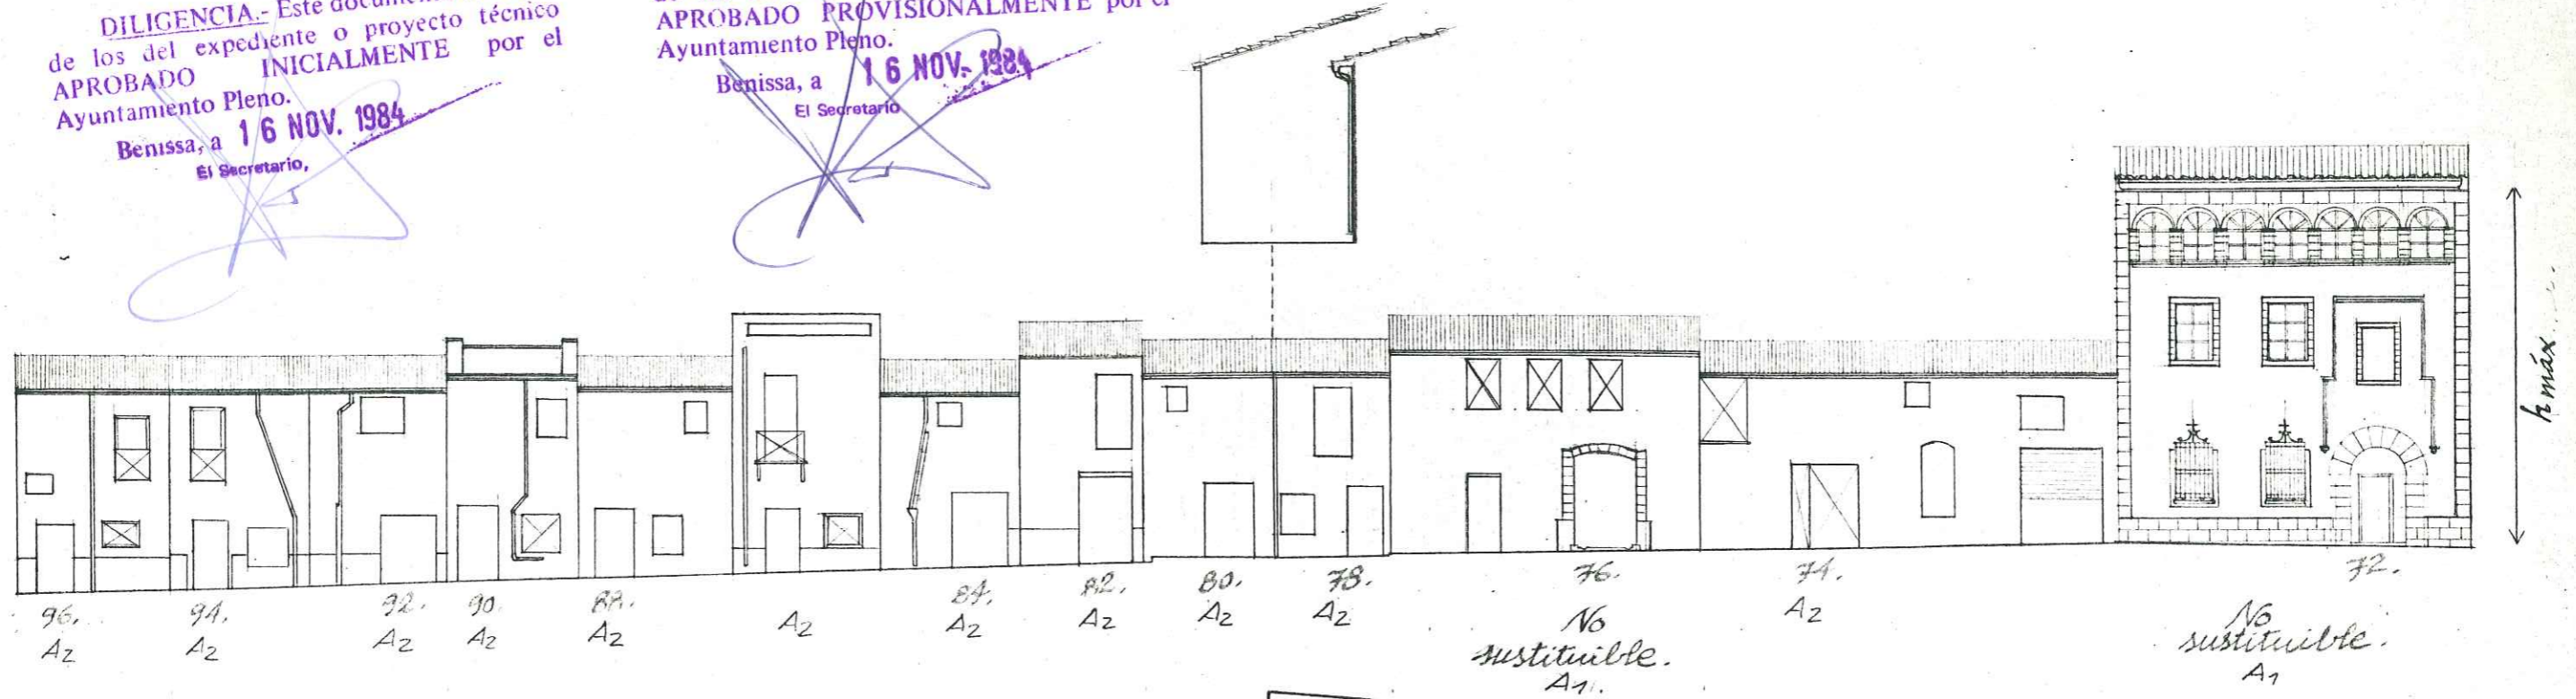 DILIGENCIA.- Este
de los del expediente o proyecto técnico
APROBADO INICIALMENTE por el
Ayuntamiento Pleno.
Benissa, a 16 NOV. 1984
El Secretario,
APROBADO PROVISIONALMENTE por el
Ayuntamiento Pleno.
Benissa, a 16 NOV. 1984
El Secretario
h máx.
96. 94. 92. 90. 88. 84. 82. 80. 78. 76. 74. 72.
A2 A2 A2 A2 A2 A2 A2 A2 A2 A2 A2
No
sustituible.
A1.
No
sustituible.
A1